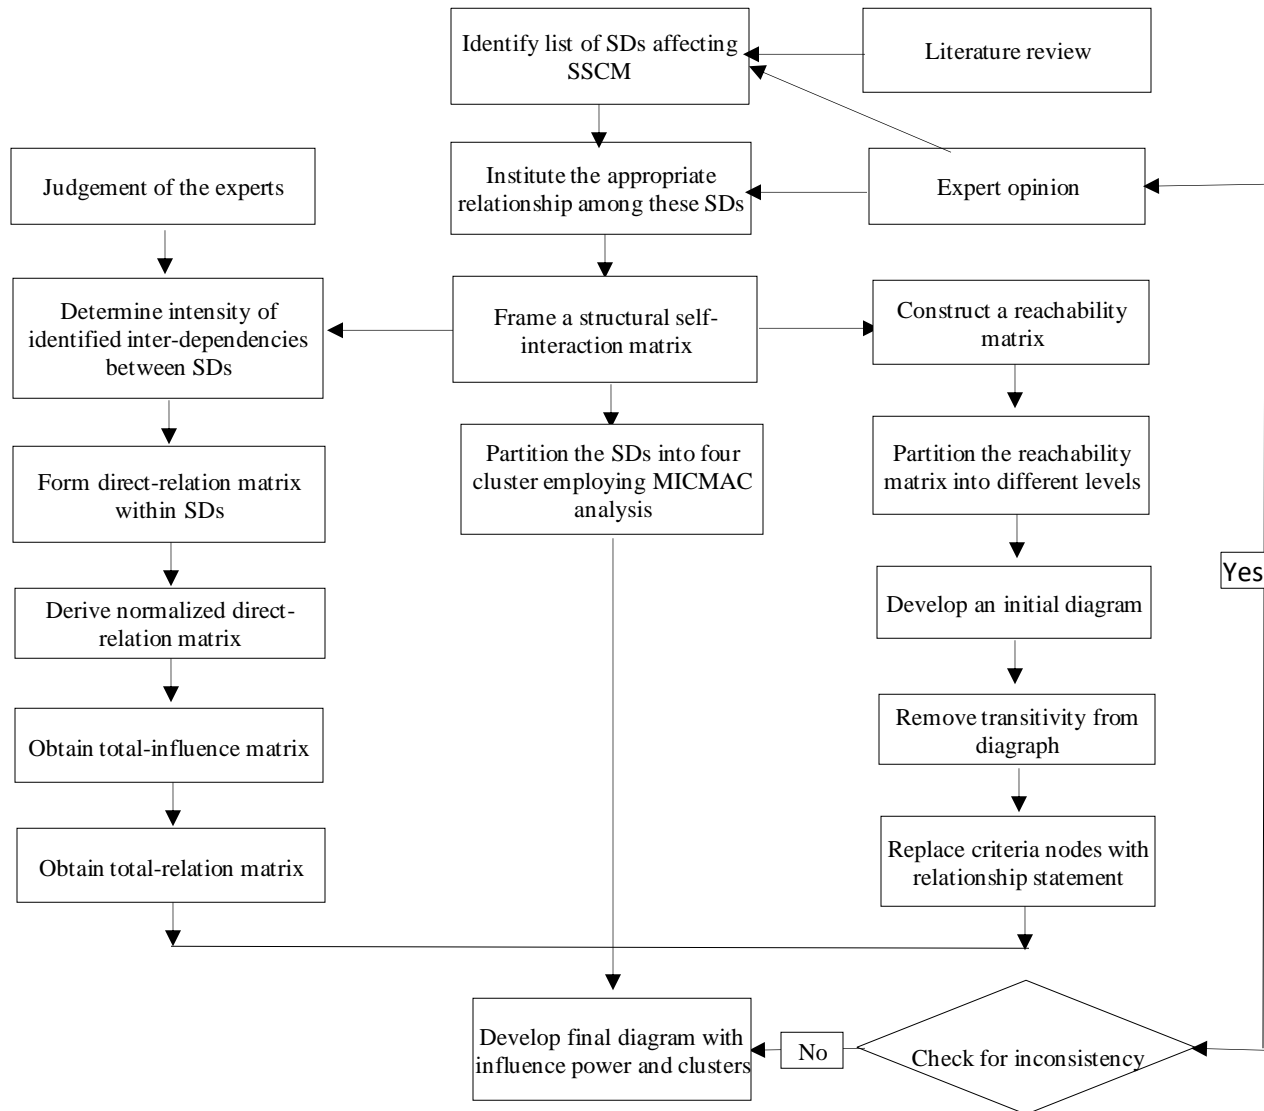 Identify list of SDs affecting
SSCM
Literature review
Judgement of the experts
Institute the appropriate
relationship among these SDs
Expert opinion
Determine intensity of
identified inter-dependencies
between SDs
Frame a structural self-
interaction matrix
Construct a reachability
matrix
Form direct-relation matrix
within SDs
Partition the SDs into four
cluster employing MICMAC
analysis
Partition the reachability
matrix into different levels
Yes
Derive normalized direct-
relation matrix
Develop an initial diagram
Obtain total-influence matrix
Remove transitivity from
diagraph
Obtain total-relation matrix
Replace criteria nodes with
relationship statement
Develop final diagram with
influence power and clusters
No
Check for inconsistency